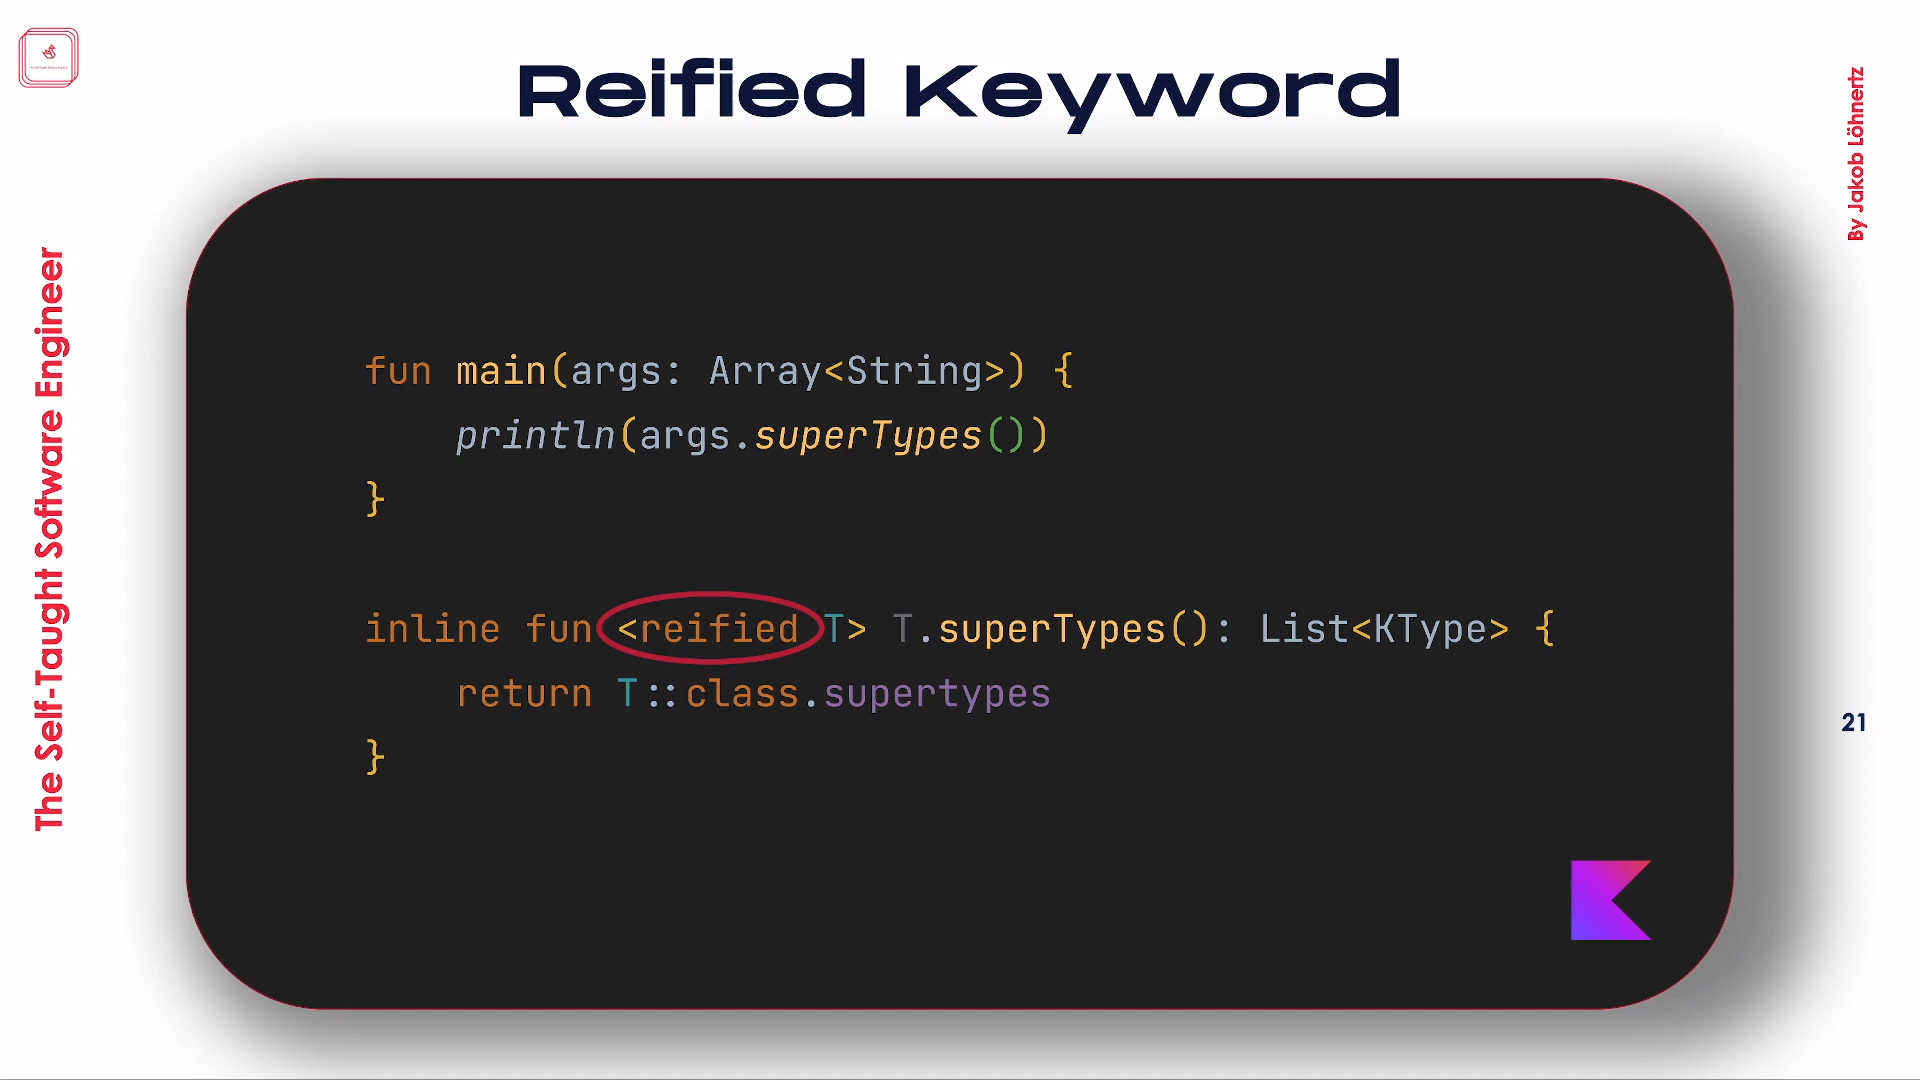 Reified Keyword
The Self-Taught Software Engineer
By Jakob Löhnertz
fun main(args: Array<String>) {
    println(args.superTypes())
}
inline fun <reified T> T.superTypes(): List<KType> {
    return T::class.supertypes
}
21